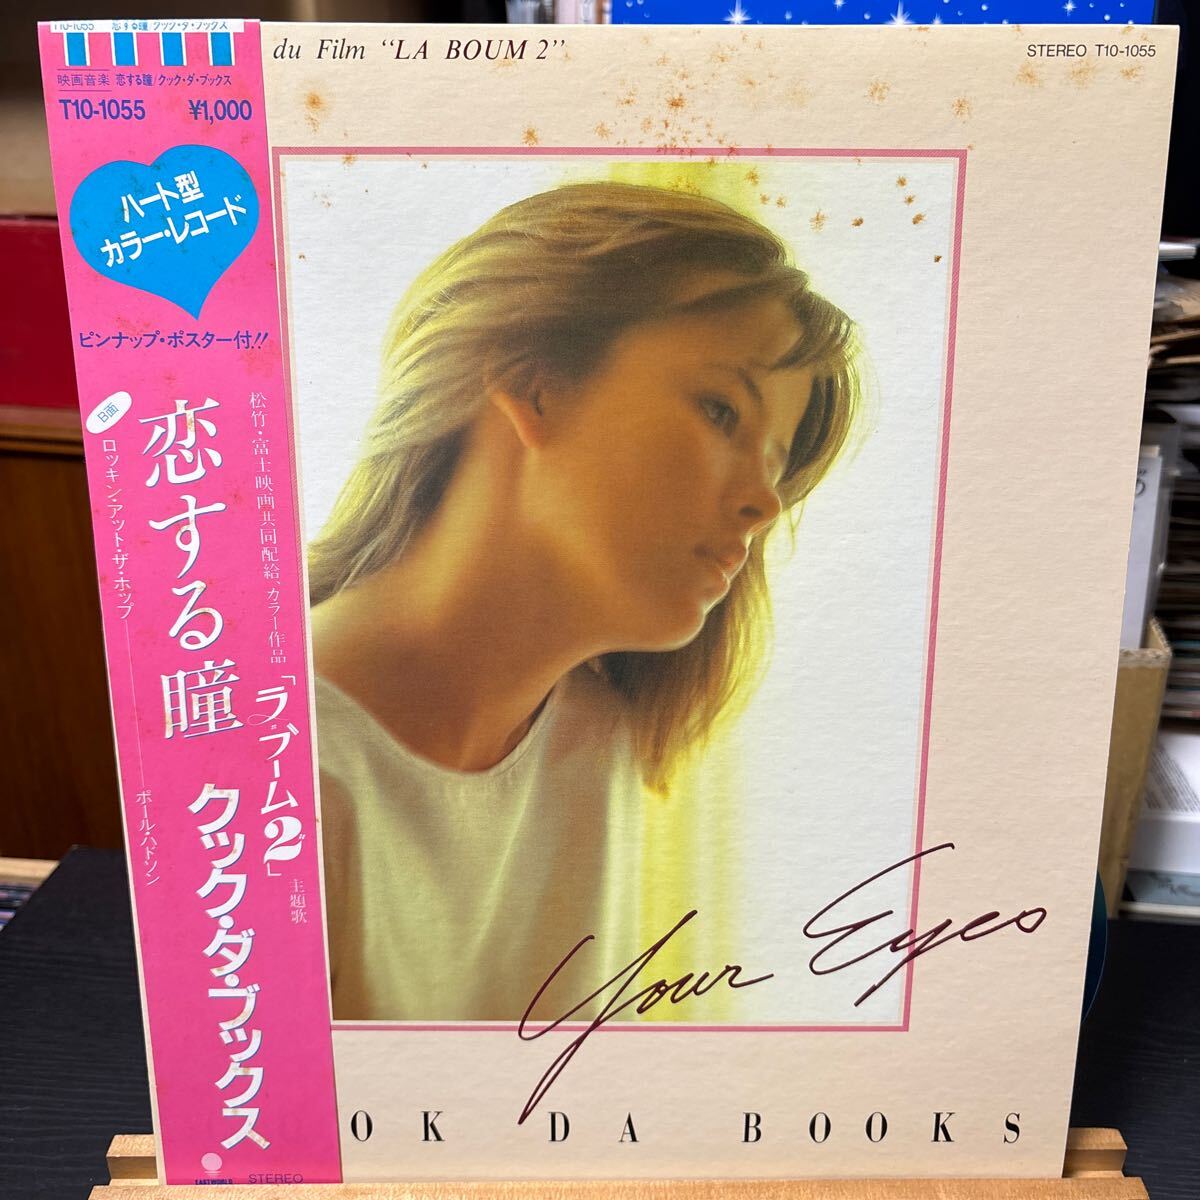 T10-1055 恋する瞳 クック・ダ・ブックス
映画音楽 恋する瞳/クック・ダ・ブックス
T10-1055 ¥1,000
ハート型
カラー・レコード
ピンナップ・ポスター付!!
松竹・富士映画共同配給、カラー作品「ラ・ブーム2」主題歌
恋する瞳 クック・ダ・ブックス
B面
ロッキン・アット・ザ・ホップ──ポール・ハドソン
EASTWORLD
STEREO
du Film "LA BOUM 2"
STEREO T10-1055
Your Eyes
OK DA BOOKS